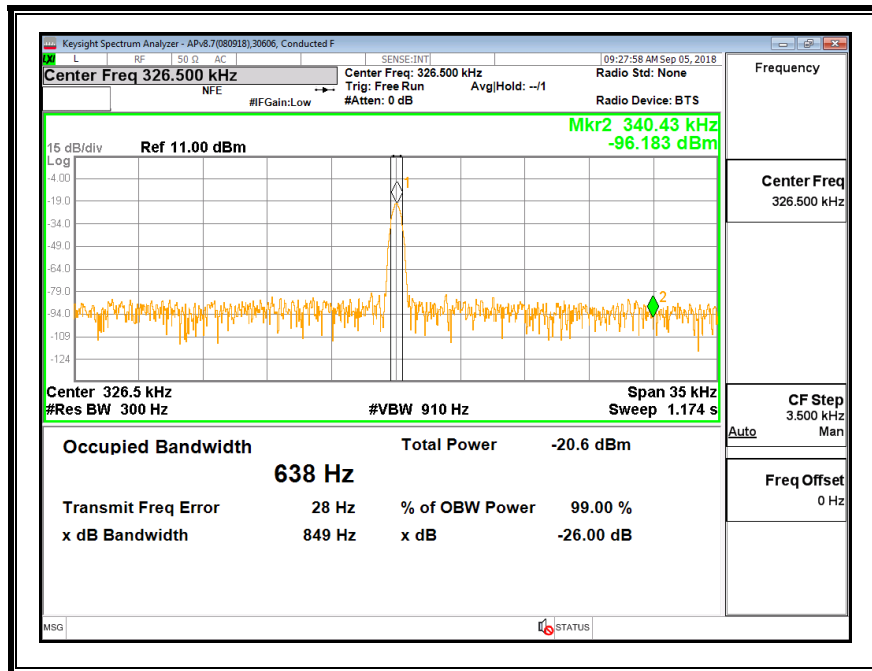 Keysight Spectrum Analyzer - APv8.7(080918),30606, Conducted F
LXI L RF 50 Ω AC SENSE:INT 09:27:58 AM Sep 05, 2018
Center Freq 326.500 kHz
NFE
#IFGain:Low
Center Freq: 326.500 kHz
Trig: Free Run Avg|Hold: --/1
#Atten: 0 dB
Radio Std: None
Radio Device: BTS
Mkr2 340.43 kHz
-96.183 dBm
15 dB/div Ref 11.00 dBm
Log
-4.00
-19.0
-34.0
-49.0
-64.0
-79.0
-94.0
-109
-124
1
2
Center 326.5 kHz Span 35 kHz
#Res BW 300 Hz #VBW 910 Hz Sweep 1.174 s
Occupied Bandwidth Total Power -20.6 dBm
638 Hz
Transmit Freq Error 28 Hz % of OBW Power 99.00 %
x dB Bandwidth 849 Hz x dB -26.00 dB
MSG STATUS
Frequency
Center Freq
326.500 kHz
CF Step
3.500 kHz
Auto Man
Freq Offset
0 Hz